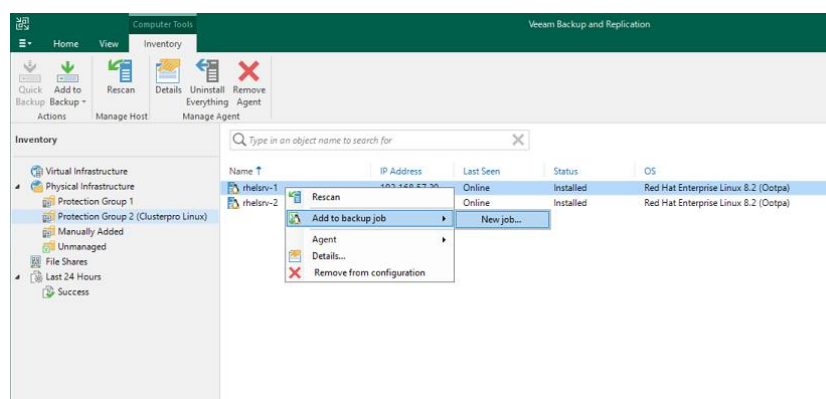 Computer Tools
Veeam Backup and Replication
Home View Inventory
Quick Backup
Add to Backup
Rescan
Details
Uninstall Everything
Remove Agent
Actions
Manage Host
Manage Agent
Inventory
Type in an object name to search for
Virtual Infrastructure
Physical Infrastructure
Protection Group 1
Protection Group 2 (Clusterpro Linux)
Manually Added
Unmanaged
File Shares
Last 24 Hours
Success
Name IP Address Last Seen Status OS
rhelsrv-1 Online Installed Red Hat Enterprise Linux 8.2 (Ootpa)
rhelsrv-2 Online Installed Red Hat Enterprise Linux 8.2 (Ootpa)
Rescan
Add to backup job
New job...
Agent
Details...
Remove from configuration